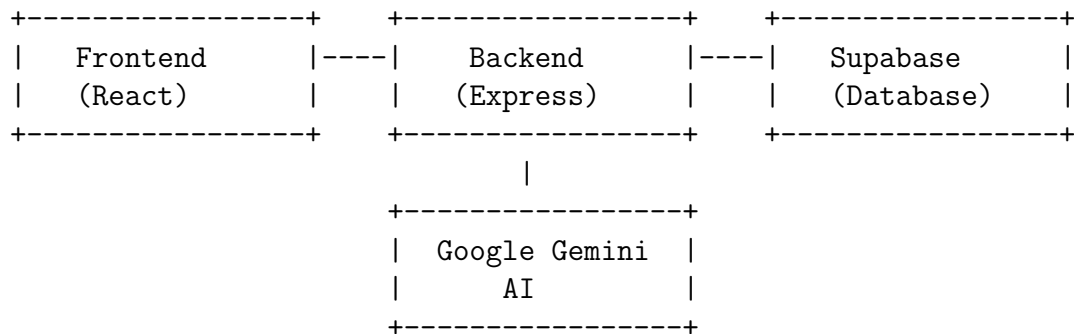 +-----------------+    +-----------------+    +-----------------+
|   Frontend      |----|    Backend      |----|   Supabase      |
|   (React)       |    |   (Express)     |    |   (Database)    |
+-----------------+    +-----------------+    +-----------------+
                               |
                       +-----------------+
                       |  Google Gemini  |
                       |      AI         |
                       +-----------------+